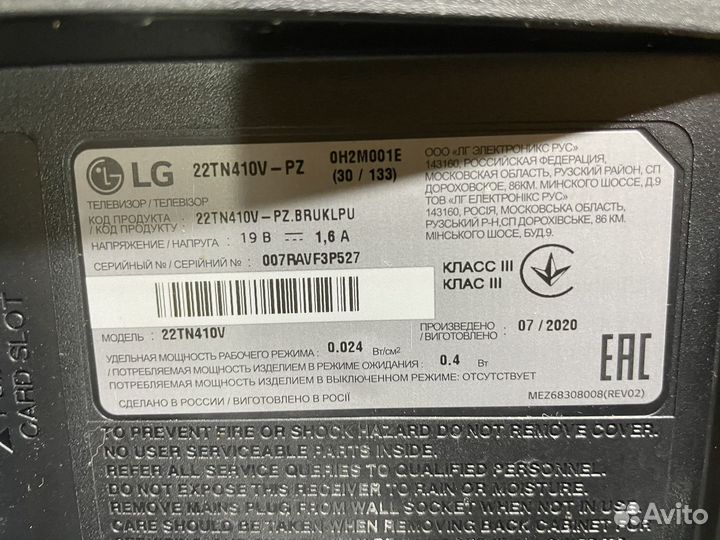 LG
22TN410V-PZ
0H2M001E
(30 / 133)
ТЕЛЕВИЗОР / ТЕЛЕВІЗОР
КОД ПРОДУКТА : 22TN410V-PZ.BRUKLPU
/ КОД ПРОДУКТУ
НАПРЯЖЕНИЕ / НАПРУГА : 19 В ⎓ 1,6 А
СЕРИЙНЫЙ № / СЕРІЙНИЙ № : 007RAVF3P527
МОДЕЛЬ : 22TN410V
ООО «ЛГ ЭЛЕКТРОНИКС РУС»
143160, РОССИЙСКАЯ ФЕДЕРАЦИЯ,
МОСКОВСКАЯ ОБЛАСТЬ, РУЗСКИЙ РАЙОН, СП
ДОРОХОВСКОЕ, 86КМ. МИНСКОГО ШОССЕ, Д.9
ТОВ «ЛГ ЕЛЕКТРОНІКС РУС»
143160, РОСІЯ, МОСКОВСЬКА ОБЛАСТЬ,
РУЗЬКИЙ Р-Н,СП ДОРОХІВСЬКЕ, 86 КМ.
МІНСЬКОГО ШОСЕ, БУД.9.
КЛАСС III
КЛАС III
ПРОИЗВЕДЕНО : 07 / 2020
/ ВИГОТОВЛЕНО
УДЕЛЬНАЯ МОЩНОСТЬ РАБОЧЕГО РЕЖИМА : 0.024 Вт/см²
/ ПОТРЕБЛЯЕМАЯ МОЩНОСТЬ ИЗДЕЛИЕМ В РЕЖИМЕ ОЖИДАНИЯ : 0.4 Вт
ПОТРЕБЛЯЕМАЯ МОЩНОСТЬ ИЗДЕЛИЕМ В ВЫКЛЮЧЕННОМ РЕЖИМЕ: ОТСУТСТВУЕТ
СДЕЛАНО В РОССИИ / ВИГОТОВЛЕНО В РОСІЇ
EAC
MEZ68308008(REV02)
CARD SLOT
TO PREVENT FIRE OR SHOCK HAZARD DO NOT REMOVE COVER.
NO USER SERVICEABLE PARTS INSIDE.
REFER ALL SERVICE QUERIES TO QUALIFIED PERSONNEL.
DO NOT EXPOSE THIS RECEIVER TO RAIN OR MOISTURE.
REMOVE MAINS PLUG FROM WALL SOCKET WHEN NOT IN USE
CARE SHOULD BE TAKEN WHEN REMOVING BACK CABINET OR
Avito